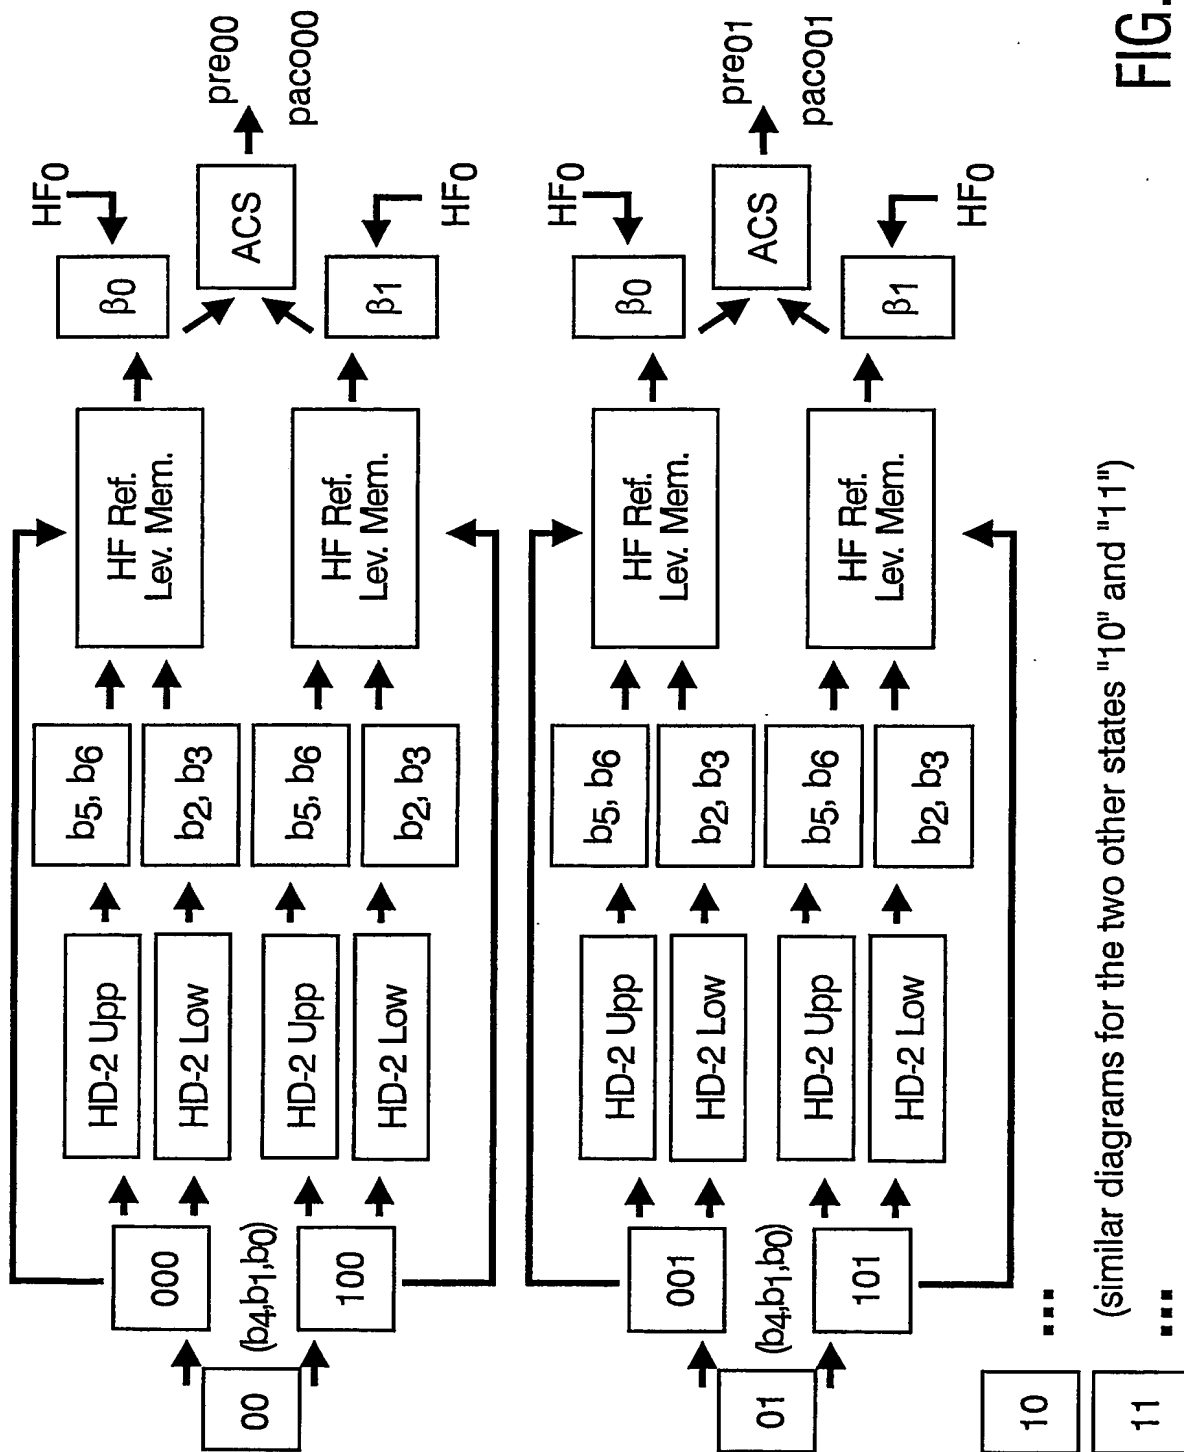 00
000
(b4,b1,b0)
100
HD-2 Upp
HD-2 Low
HD-2 Upp
HD-2 Low
b5, b6
b2, b3
b5, b6
b2, b3
HF Ref.
Lev. Mem.
HF Ref.
Lev. Mem.
HF0
β0
β1
HF0
ACS
pre00
paco00
01
001
(b4,b1,b0)
101
HD-2 Upp
HD-2 Low
HD-2 Upp
HD-2 Low
b5, b6
b2, b3
b5, b6
b2, b3
HF Ref.
Lev. Mem.
HF Ref.
Lev. Mem.
HF0
β0
β1
HF0
ACS
pre01
paco01
10 ...
(similar diagrams for the two other states "10" and "11")
11 ...
FIG.